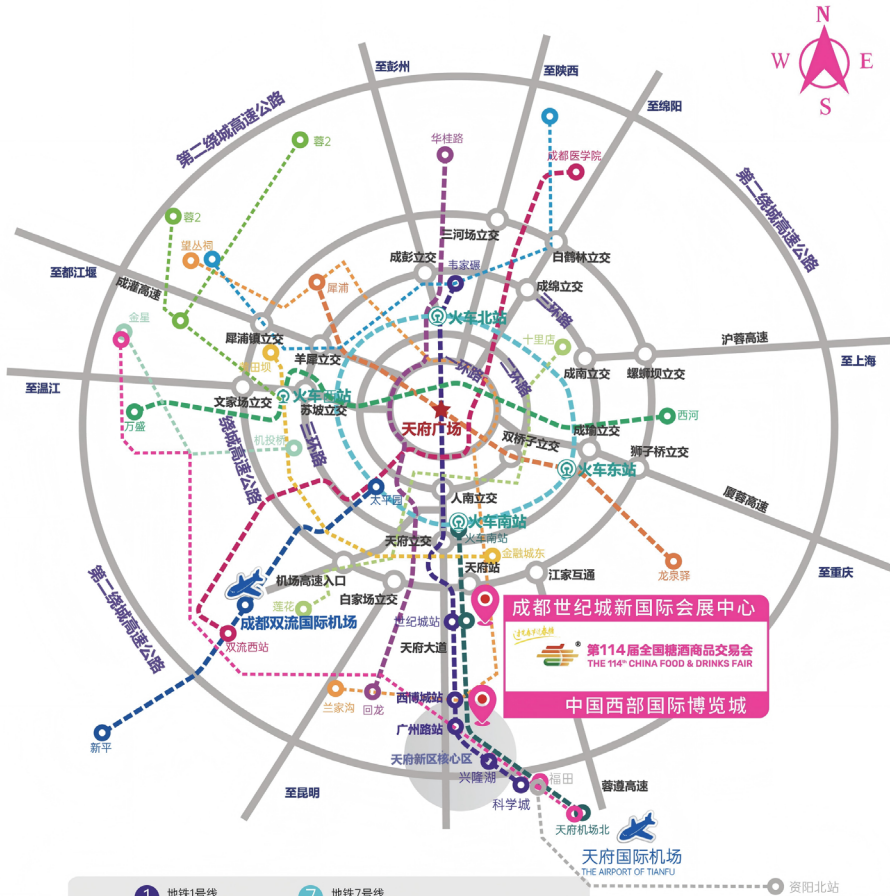 N
W
E
S
至彭州
至陕西
至绵阳
第二绕城高速公路
第二绕城高速公路
蓉2
华桂路
成都医学院
蓉2
三河场立交
望丛祠
成彭立交
韦家碾
白鹤林立交
至都江堰
成灌高速
犀浦
成绵立交
三环路
金星
火车北站
犀浦镇立交
十里店
沪蓉高速
羊犀立交
一环路
二环路
成南立交
螺蛳坝立交
至上海
至温江
文家场立交
火车西站
苏坡立交
万盛
天府广场
西河
成瑜立交
绕城高速公路
机投桥
三环路
双桥子立交
狮子桥立交
火车东站
太平园
人南立交
厦蓉高速
火车南站
火车南站
天府立交
金融城东
第二绕城高速公路
机场高速入口
天府站
龙泉驿
至重庆
莲花
白家场立交
江家互通
成都双流国际机场
世纪城站
成都世纪城新国际会展中心
双流西站
天府大道
第114届全国糖酒商品交易会
THE 114th CHINA FOOD & DRINKS FAIR
兰家沟
回龙
西博城站
中国西部国际博览城
新平
广州路站
天府新区核心区
兴隆湖
福田
至昆明
科学城
蓉遵高速
天府机场北
天府国际机场
THE AIRPORT OF TIANFU
资阳北站
1 地铁1号线
7 地铁7号线